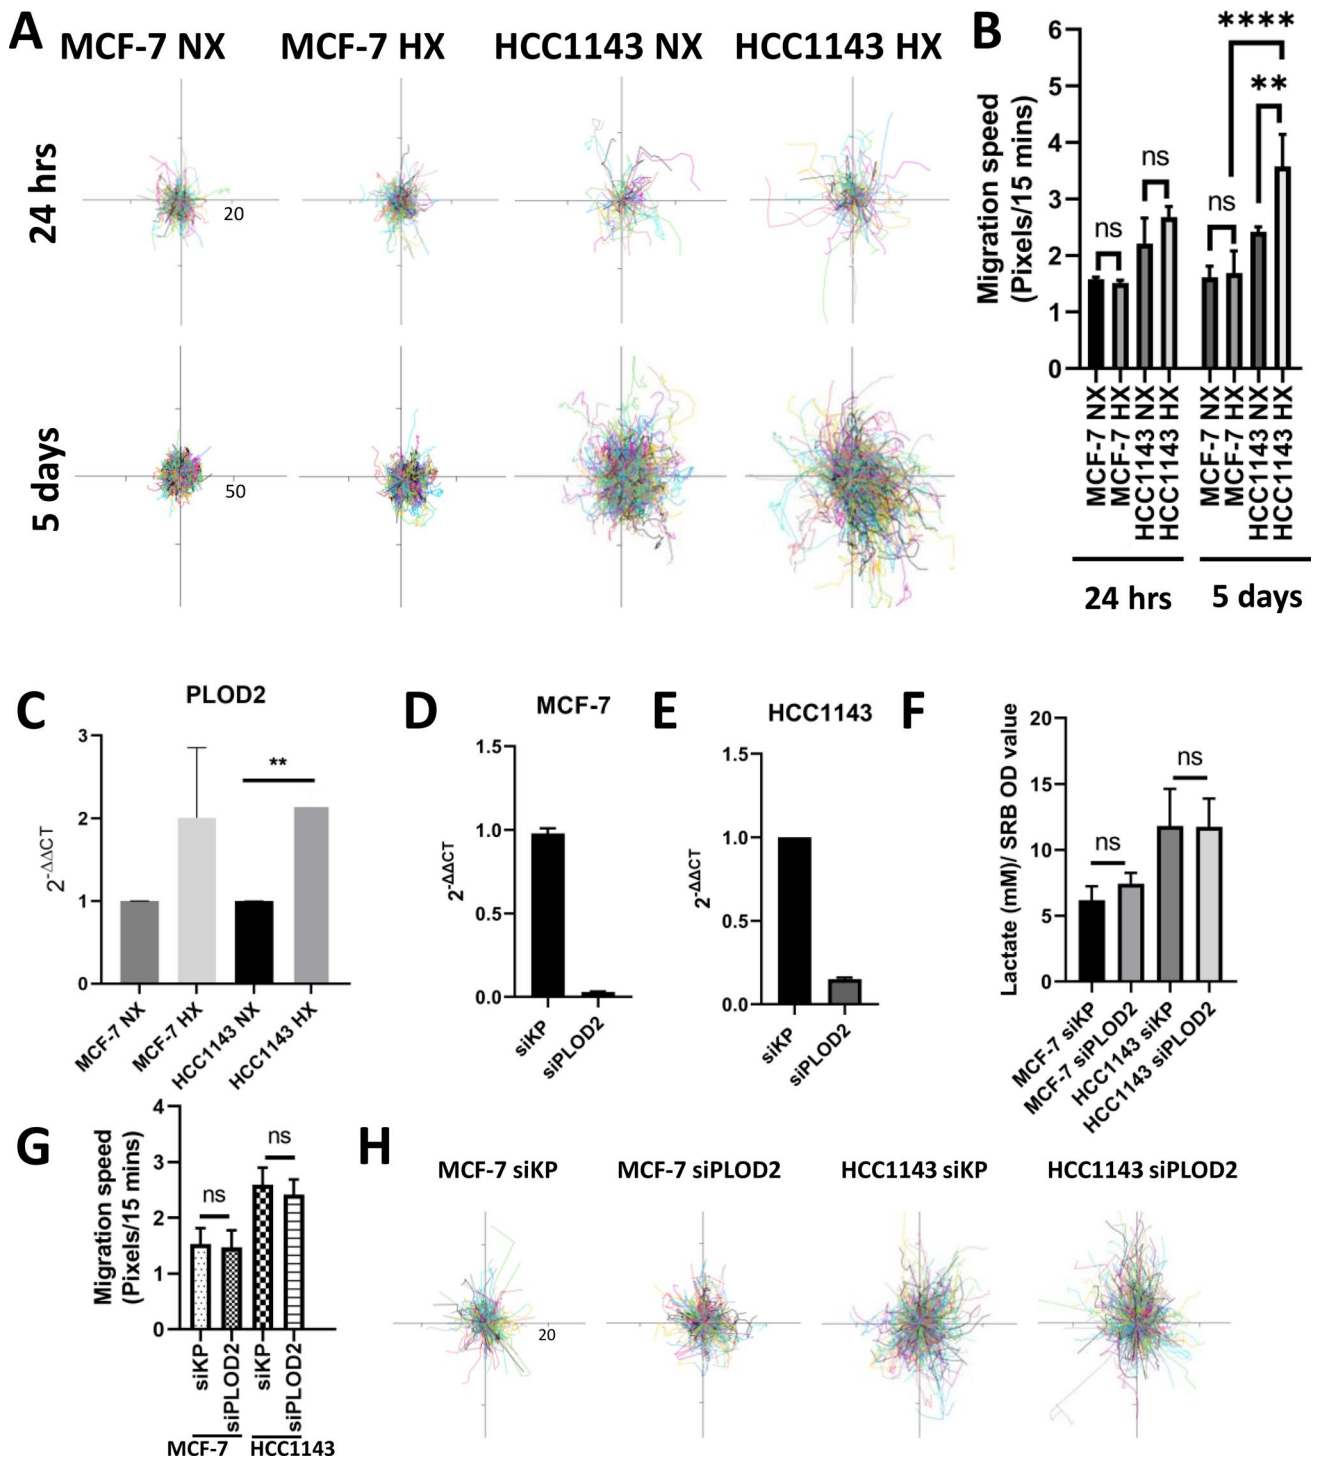 A
MCF-7 NX
MCF-7 HX
HCC1143 NX
HCC1143 HX
24 hrs
20
5 days
50
B
Migration speed
(Pixels/15 mins)
6
5
4
3
2
1
0
ns
ns
ns
**
****
MCF-7 NX
MCF-7 HX
HCC1143 NX
HCC1143 HX
MCF-7 NX
MCF-7 HX
HCC1143 NX
HCC1143 HX
24 hrs
5 days
C
PLOD2
2-ΔΔCT
3
2
1
0
**
MCF-7 NX
MCF-7 HX
HCC1143 NX
HCC1143 HX
D
MCF-7
2-ΔΔCT
1.5
1.0
0.5
0.0
siKP
siPLOD2
E
HCC1143
2-ΔΔCT
1.5
1.0
0.5
0.0
siKP
siPLOD2
F
Lactate (mM)/ SRB OD value
20
15
10
5
0
ns
ns
MCF-7 siKP
MCF-7 siPLOD2
HCC1143 siKP
HCC1143 siPLOD2
G
Migration speed
(Pixels/15 mins)
4
3
2
1
0
ns
ns
siKP
siPLOD2
siKP
siPLOD2
MCF-7
HCC1143
H
MCF-7 siKP
MCF-7 siPLOD2
HCC1143 siKP
HCC1143 siPLOD2
20